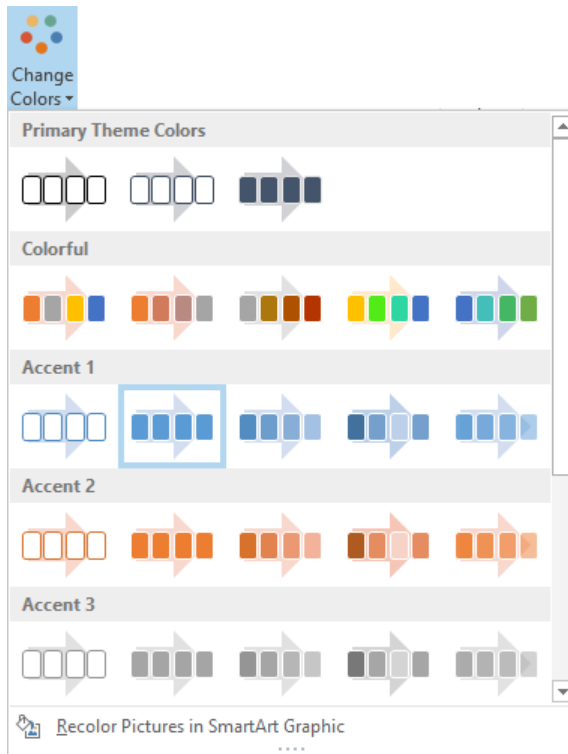 Change
Colors
Primary Theme Colors
Colorful
Accent 1
Accent 2
Accent 3
Recolor Pictures in SmartArt Graphic